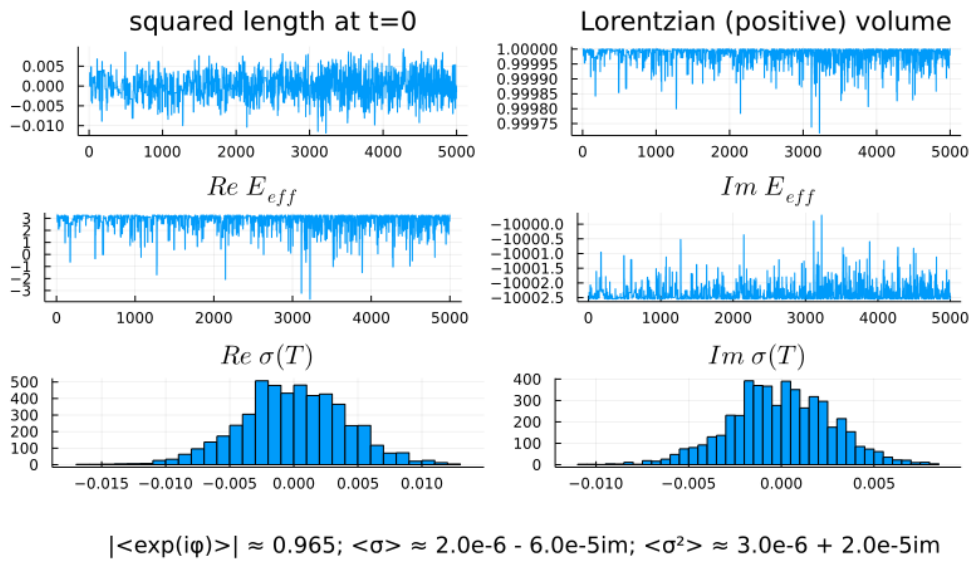 squared length at t=0
Lorentzian (positive) volume
0.005
0.000
−0.005
−0.010
0 1000 2000 3000 4000 5000
1.00000
0.99995
0.99990
0.99985
0.99980
0.99975
0 1000 2000 3000 4000 5000
Re E_eff
Im E_eff
3
2
1
0
−1
−2
−3
0 1000 2000 3000 4000 5000
−10000.0
−10000.5
−10001.0
−10001.5
−10002.0
−10002.5
0 1000 2000 3000 4000 5000
Re σ(T)
Im σ(T)
500
400
300
200
100
0
−0.015 −0.010 −0.005 0.000 0.005 0.010
400
300
200
100
0
−0.010 −0.005 0.000 0.005
|<exp(iφ)>| ≈ 0.965; <σ> ≈ 2.0e-6 - 6.0e-5im; <σ²> ≈ 3.0e-6 + 2.0e-5im